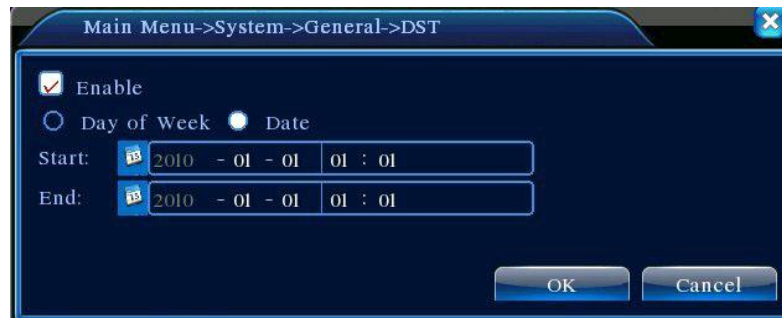 Main Menu->System->General->DST
Enable
Day of Week Date
Start: 2010 - 01 - 01 01 : 01
End: 2010 - 01 - 01 01 : 01
OK Cancel